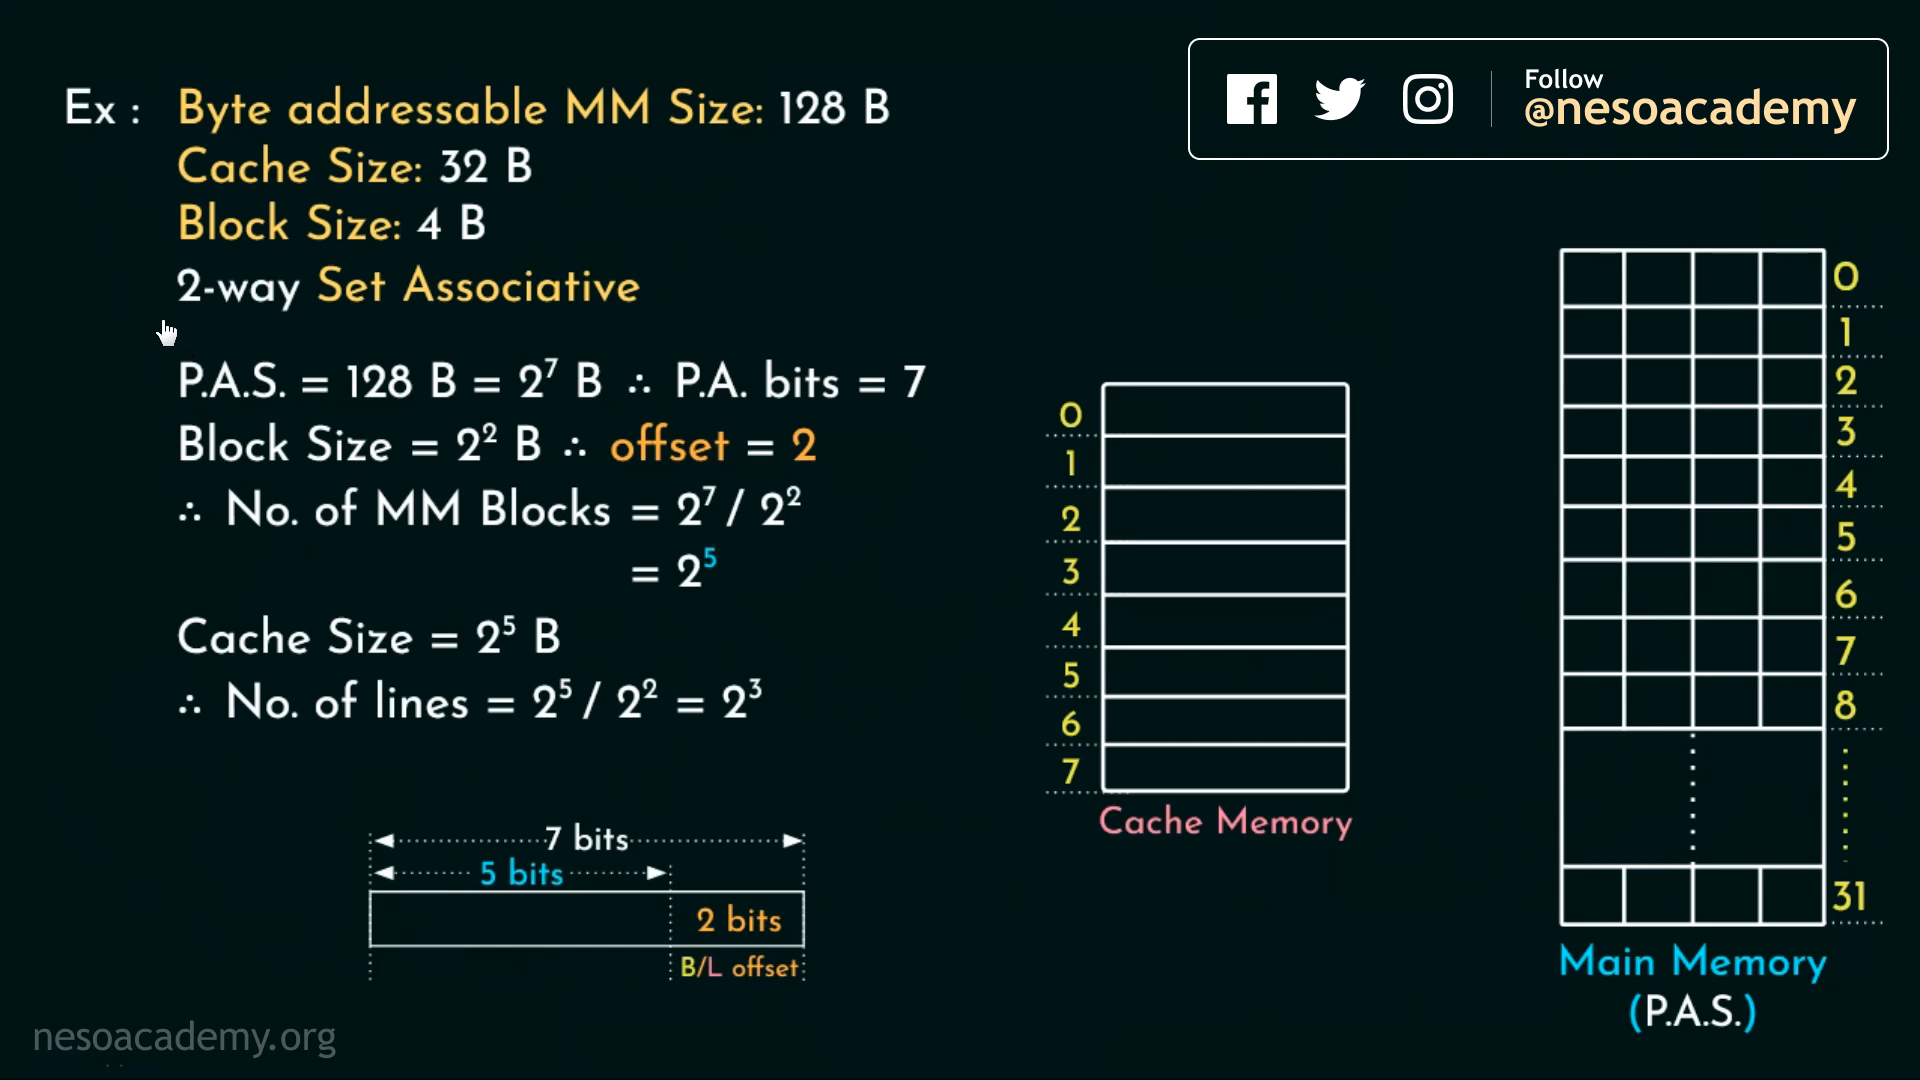 Ex : Byte addressable MM Size: 128 B
Cache Size: 32 B
Block Size: 4 B
2-way Set Associative
P.A.S. = 128 B = 2⁷ B ∴ P.A. bits = 7
Block Size = 2² B ∴ offset = 2
∴ No. of MM Blocks = 2⁷ / 2²
= 2⁵
Cache Size = 2⁵ B
∴ No. of lines = 2⁵ / 2² = 2³
7 bits
5 bits
2 bits
B/L offset
Follow
@nesoacademy
0
1
2
3
4
5
6
7
Cache Memory
0
1
2
3
4
5
6
7
8
31
Main Memory
(P.A.S.)
nesoacademy.org